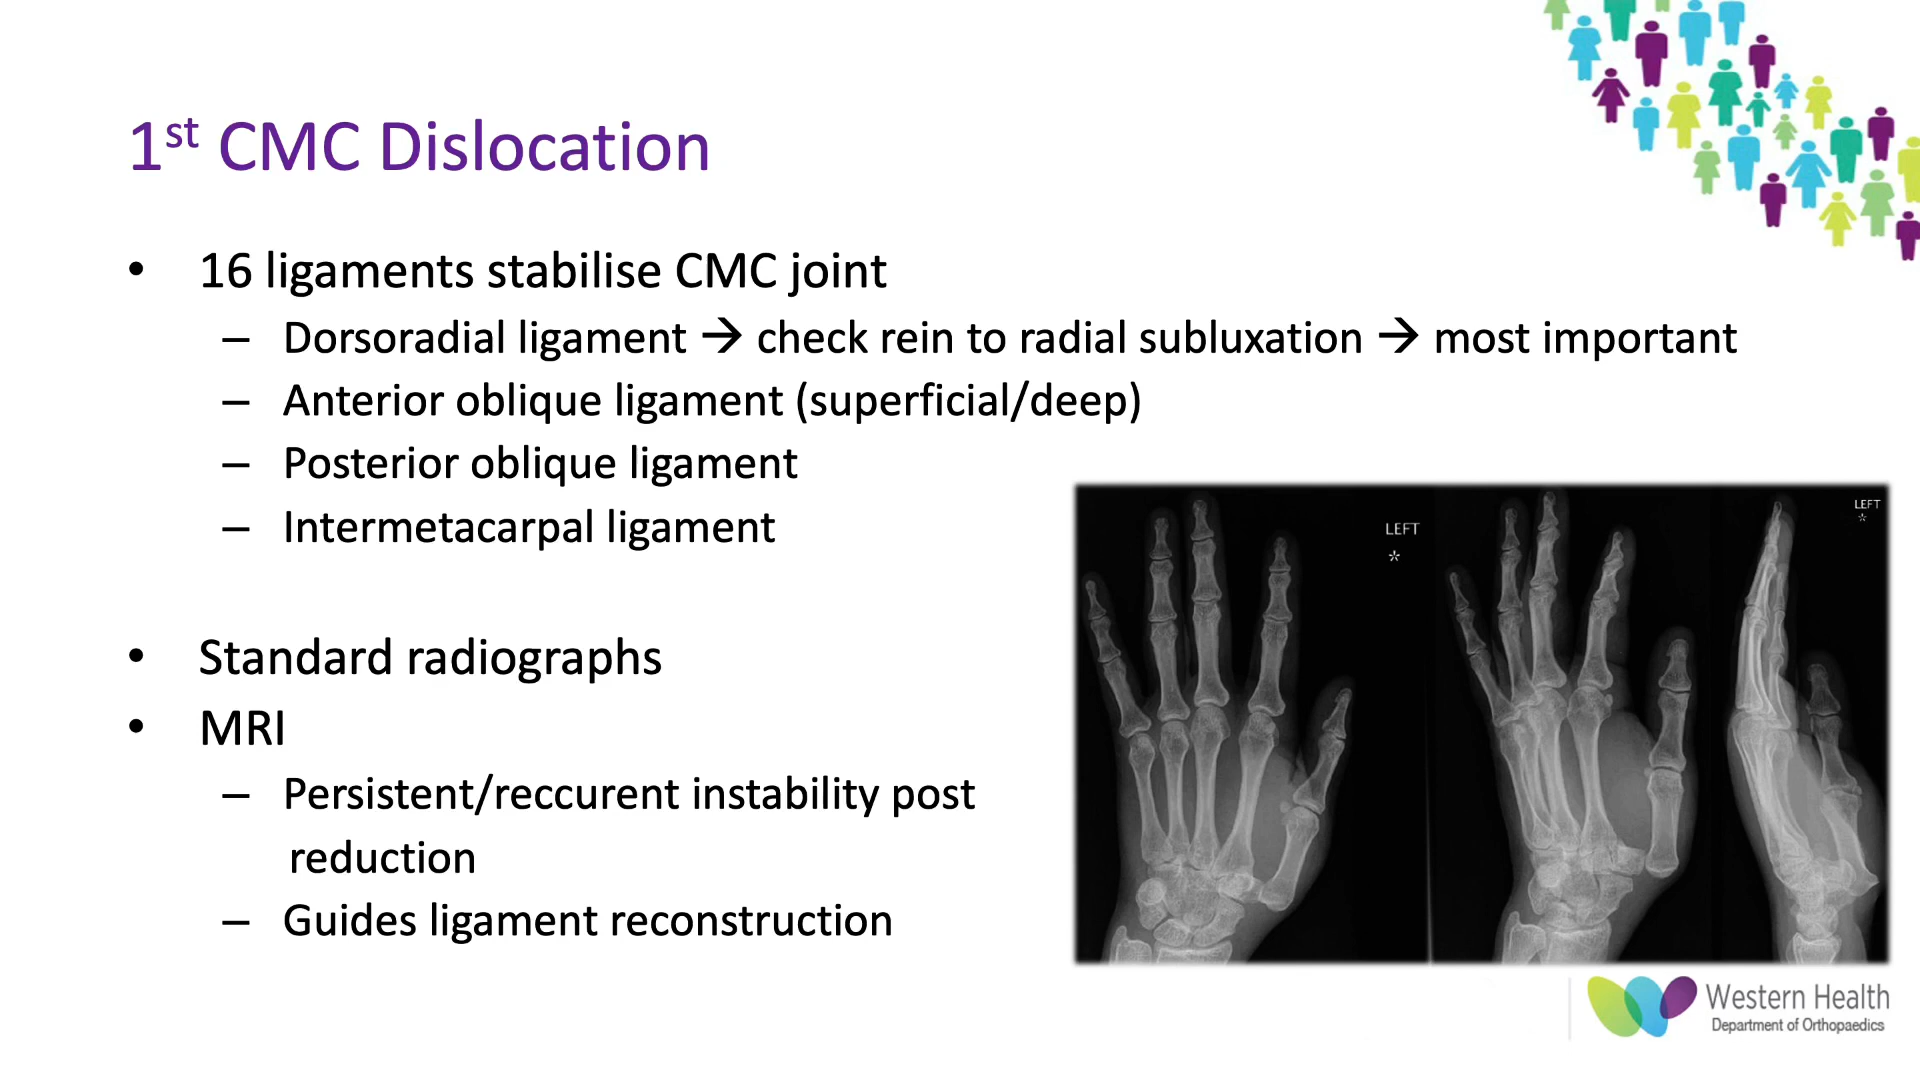 1st CMC Dislocation
• 16 ligaments stabilise CMC joint
– Dorsoradial ligament → check rein to radial subluxation → most important
– Anterior oblique ligament (superficial/deep)
– Posterior oblique ligament
– Intermetacarpal ligament
• Standard radiographs
• MRI
– Persistent/reccurent instability post
reduction
– Guides ligament reconstruction
LEFT
*
LEFT
*
Western Health
Department of Orthopaedics